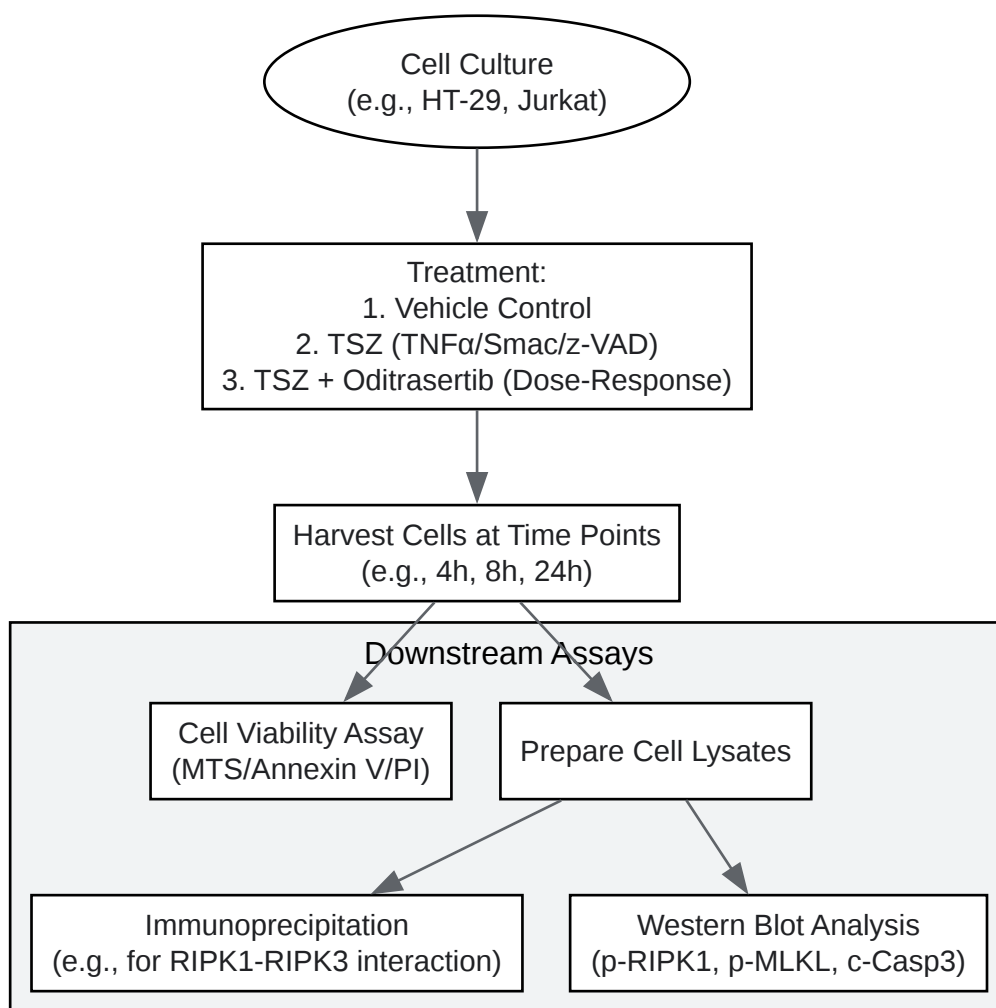 Cell Culture
(e.g., HT-29, Jurkat)
Treatment:
1. Vehicle Control
2. TSZ (TNFα/Smac/z-VAD)
3. TSZ + Oditrasertib (Dose-Response)
Harvest Cells at Time Points
(e.g., 4h, 8h, 24h)
Downstream Assays
Cell Viability Assay
(MTS/Annexin V/PI)
Prepare Cell Lysates
Immunoprecipitation
(e.g., for RIPK1-RIPK3 interaction)
Western Blot Analysis
(p-RIPK1, p-MLKL, c-Casp3)